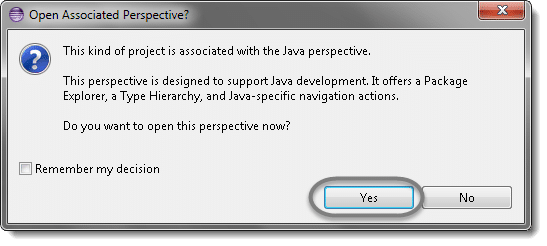 Open Associated Perspective?
This kind of project is associated with the Java perspective.
This perspective is designed to support Java development. It offers a Package
Explorer, a Type Hierarchy, and Java-specific navigation actions.
Do you want to open this perspective now?
Remember my decision
Yes No